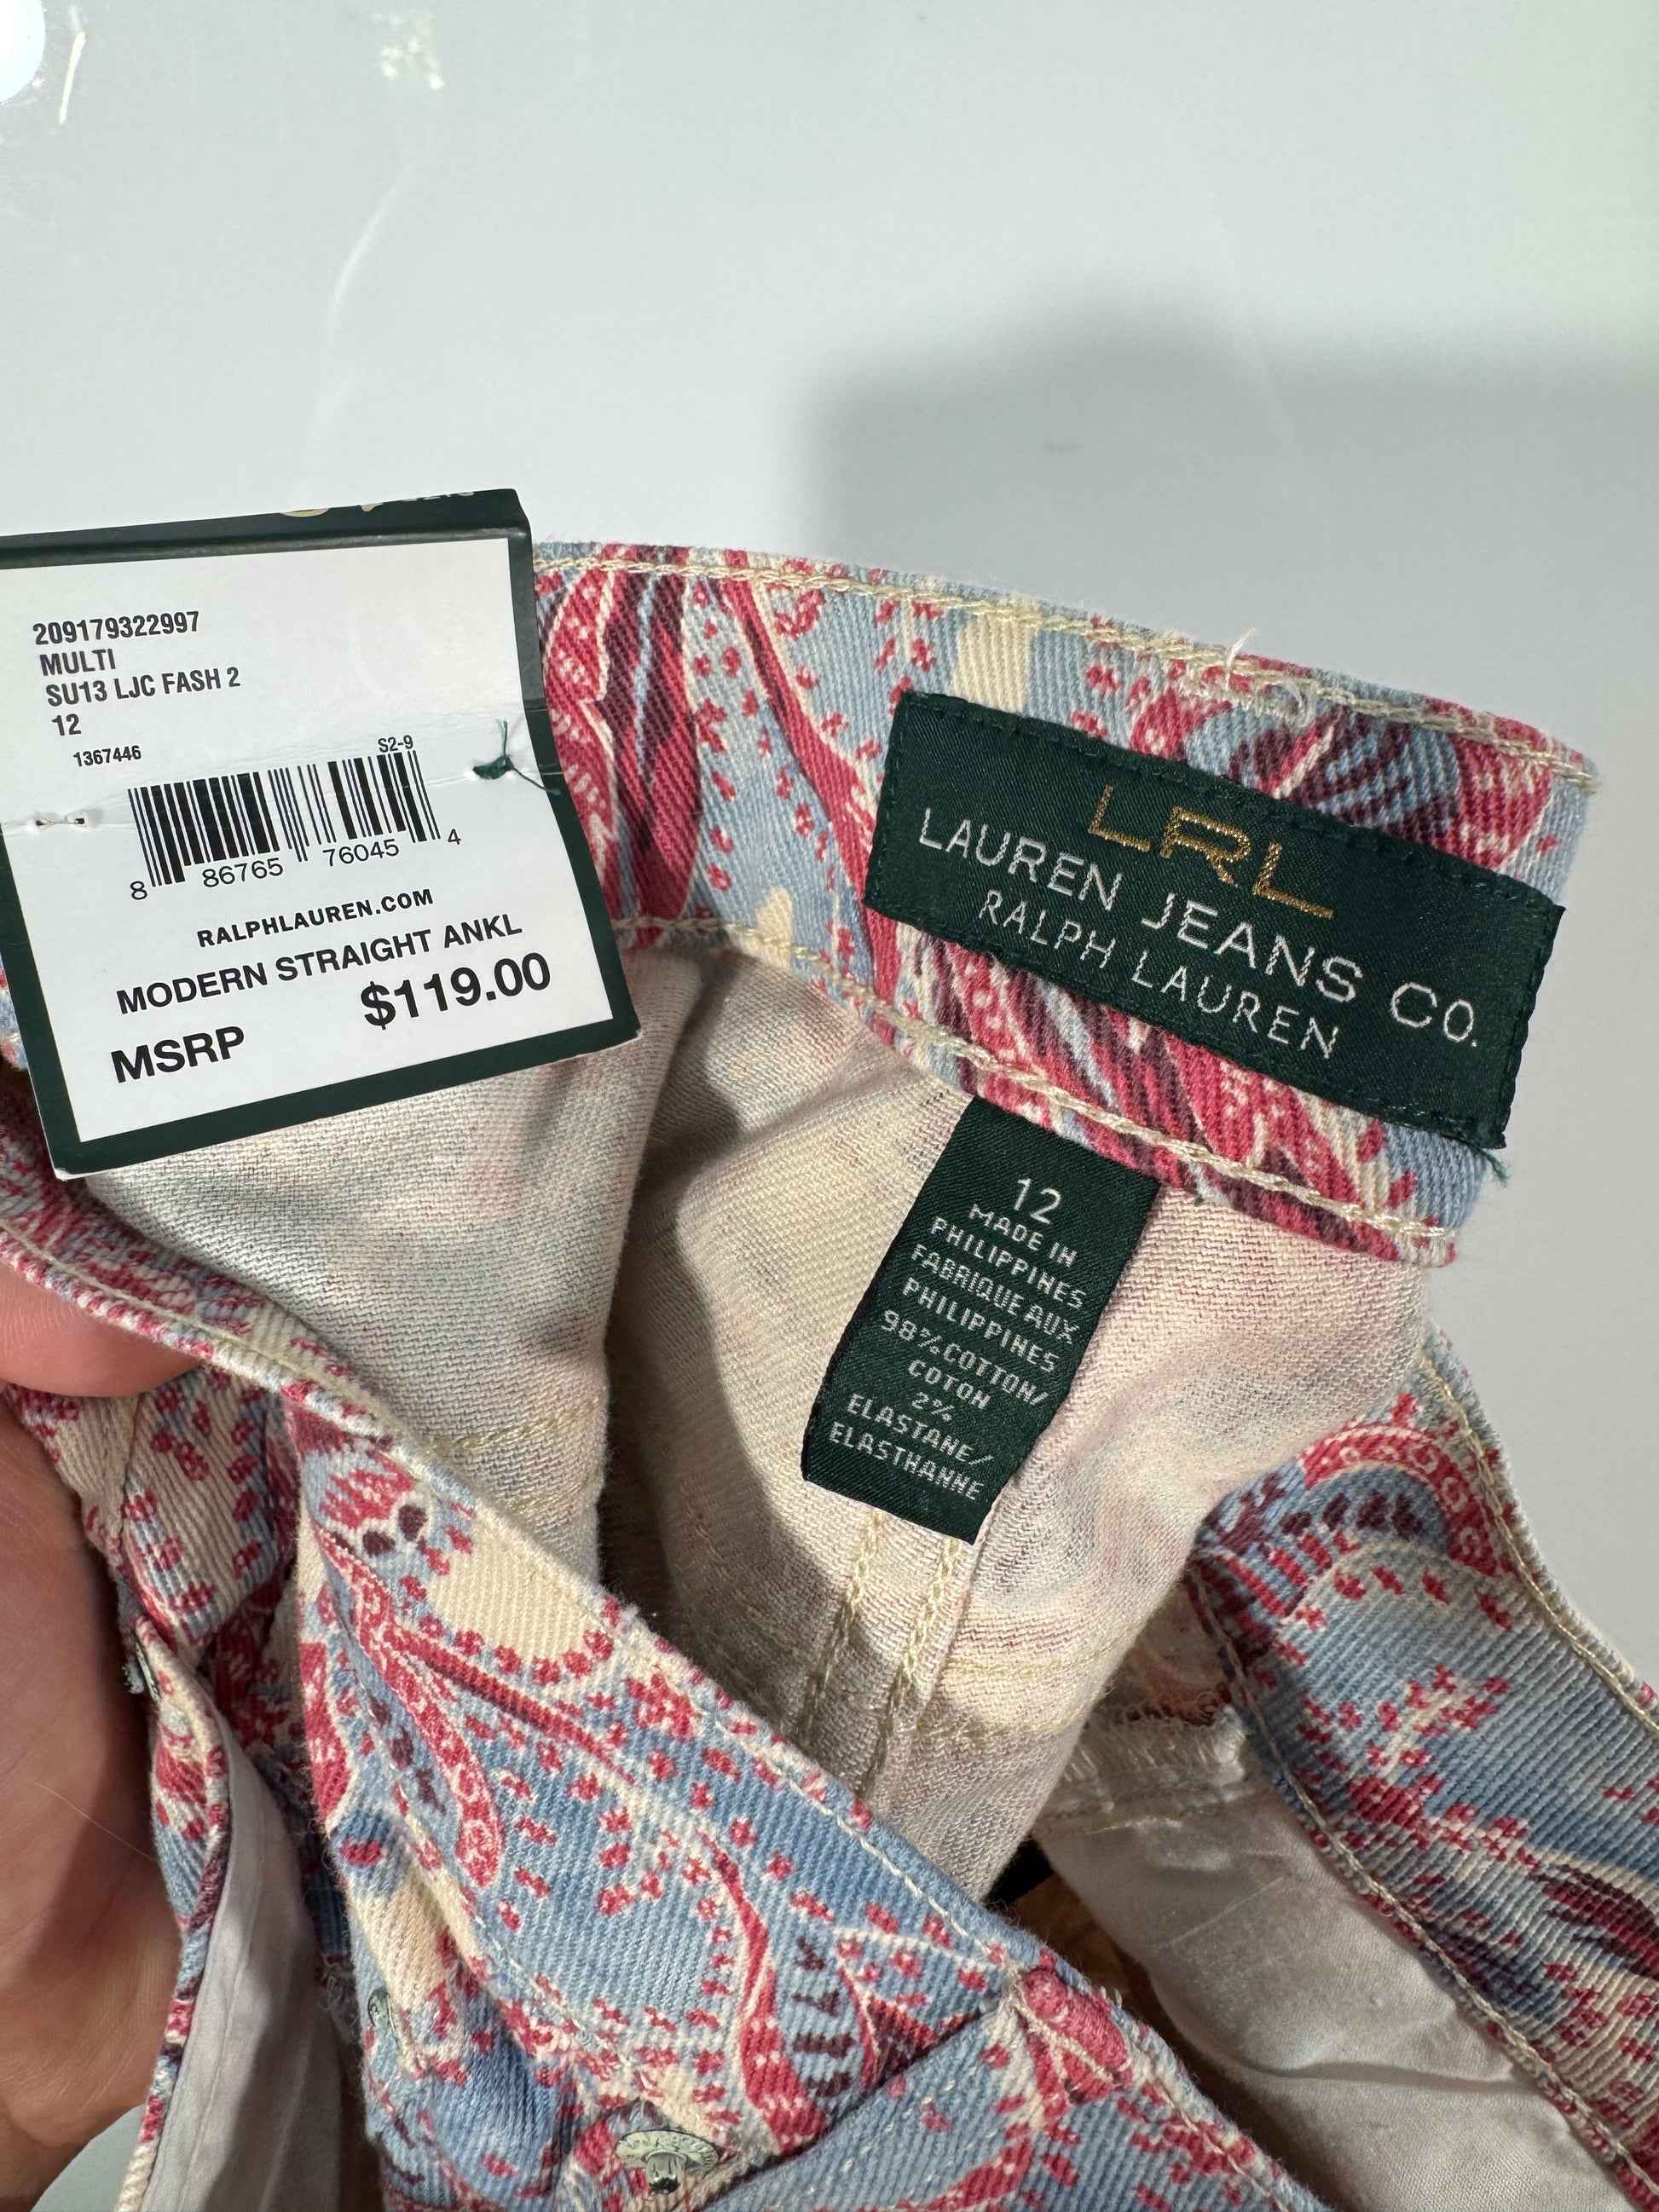 209179322997
MULTI
SU13 LJC FASH 2
12
1367446
S2-9
8 86765 76045 4
RALPHLAUREN.COM
MODERN STRAIGHT ANKL
$119.00
MSRP
LRL
LAUREN JEANS CO.
RALPH LAUREN
12
MADE IN
PHILIPPINES
FABRIQUE AUX
PHILIPPINES
98% COTTON/
COTON
2%
ELASTANE/
ELASTHANNE